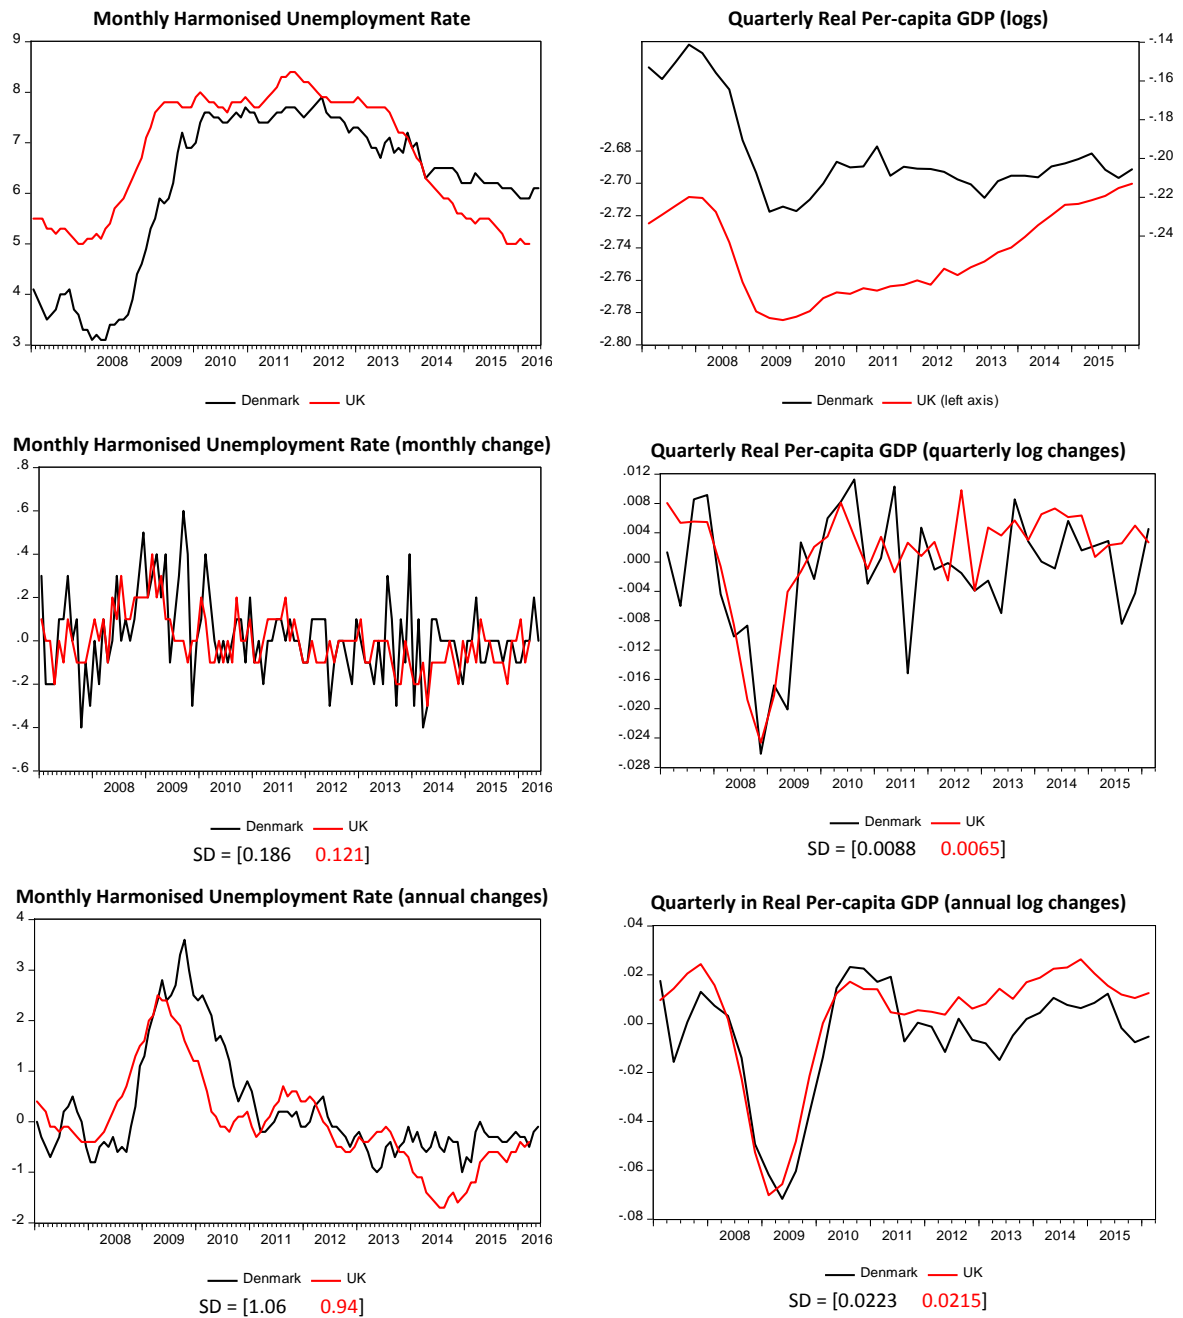 Monthly Harmonised Unemployment Rate
9
8
7
6
5
4
3
2008 2009 2010 2011 2012 2013 2014 2015 2016
Denmark UK
Quarterly Real Per-capita GDP (logs)
-2.68
-2.70
-2.72
-2.74
-2.76
-2.78
-2.80
-.14
-.16
-.18
-.20
-.22
-.24
2008 2009 2010 2011 2012 2013 2014 2015
Denmark UK (left axis)
Monthly Harmonised Unemployment Rate (monthly change)
.8
.6
.4
.2
.0
-.2
-.4
-.6
2008 2009 2010 2011 2012 2013 2014 2015 2016
Denmark UK
SD = [0.186 0.121]
Quarterly Real Per-capita GDP (quarterly log changes)
.012
.008
.004
.000
-.004
-.008
-.012
-.016
-.020
-.024
-.028
2008 2009 2010 2011 2012 2013 2014 2015
Denmark UK
SD = [0.0088 0.0065]
Monthly Harmonised Unemployment Rate (annual changes)
4
3
2
1
0
-1
-2
2008 2009 2010 2011 2012 2013 2014 2015 2016
Denmark UK
SD = [1.06 0.94]
Quarterly in Real Per-capita GDP (annual log changes)
.04
.02
.00
-.02
-.04
-.06
-.08
2008 2009 2010 2011 2012 2013 2014 2015
Denmark UK
SD = [0.0223 0.0215]